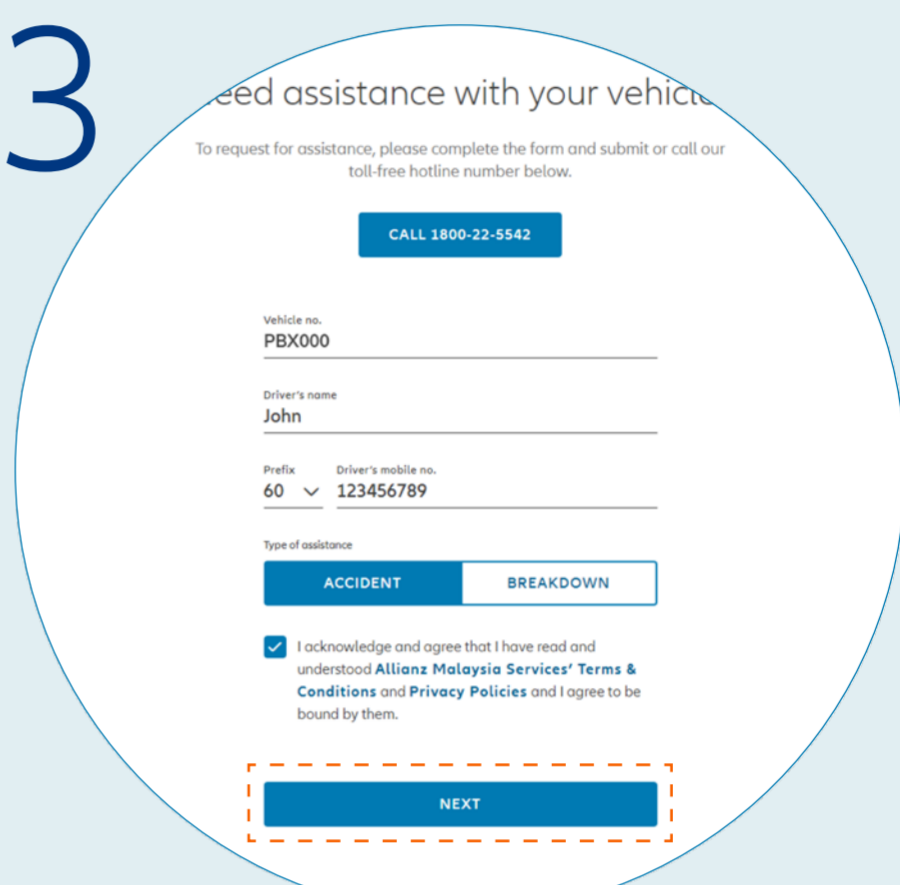 3
eed assistance with your vehicle
To request for assistance, please complete the form and submit or call our
toll-free hotline number below.
CALL 1800-22-5542
Vehicle no.
PBX000
Driver's name
John
Prefix Driver's mobile no.
60 123456789
Type of assistance
ACCIDENT BREAKDOWN
I acknowledge and agree that I have read and
understood Allianz Malaysia Services' Terms &
Conditions and Privacy Policies and I agree to be
bound by them.
NEXT